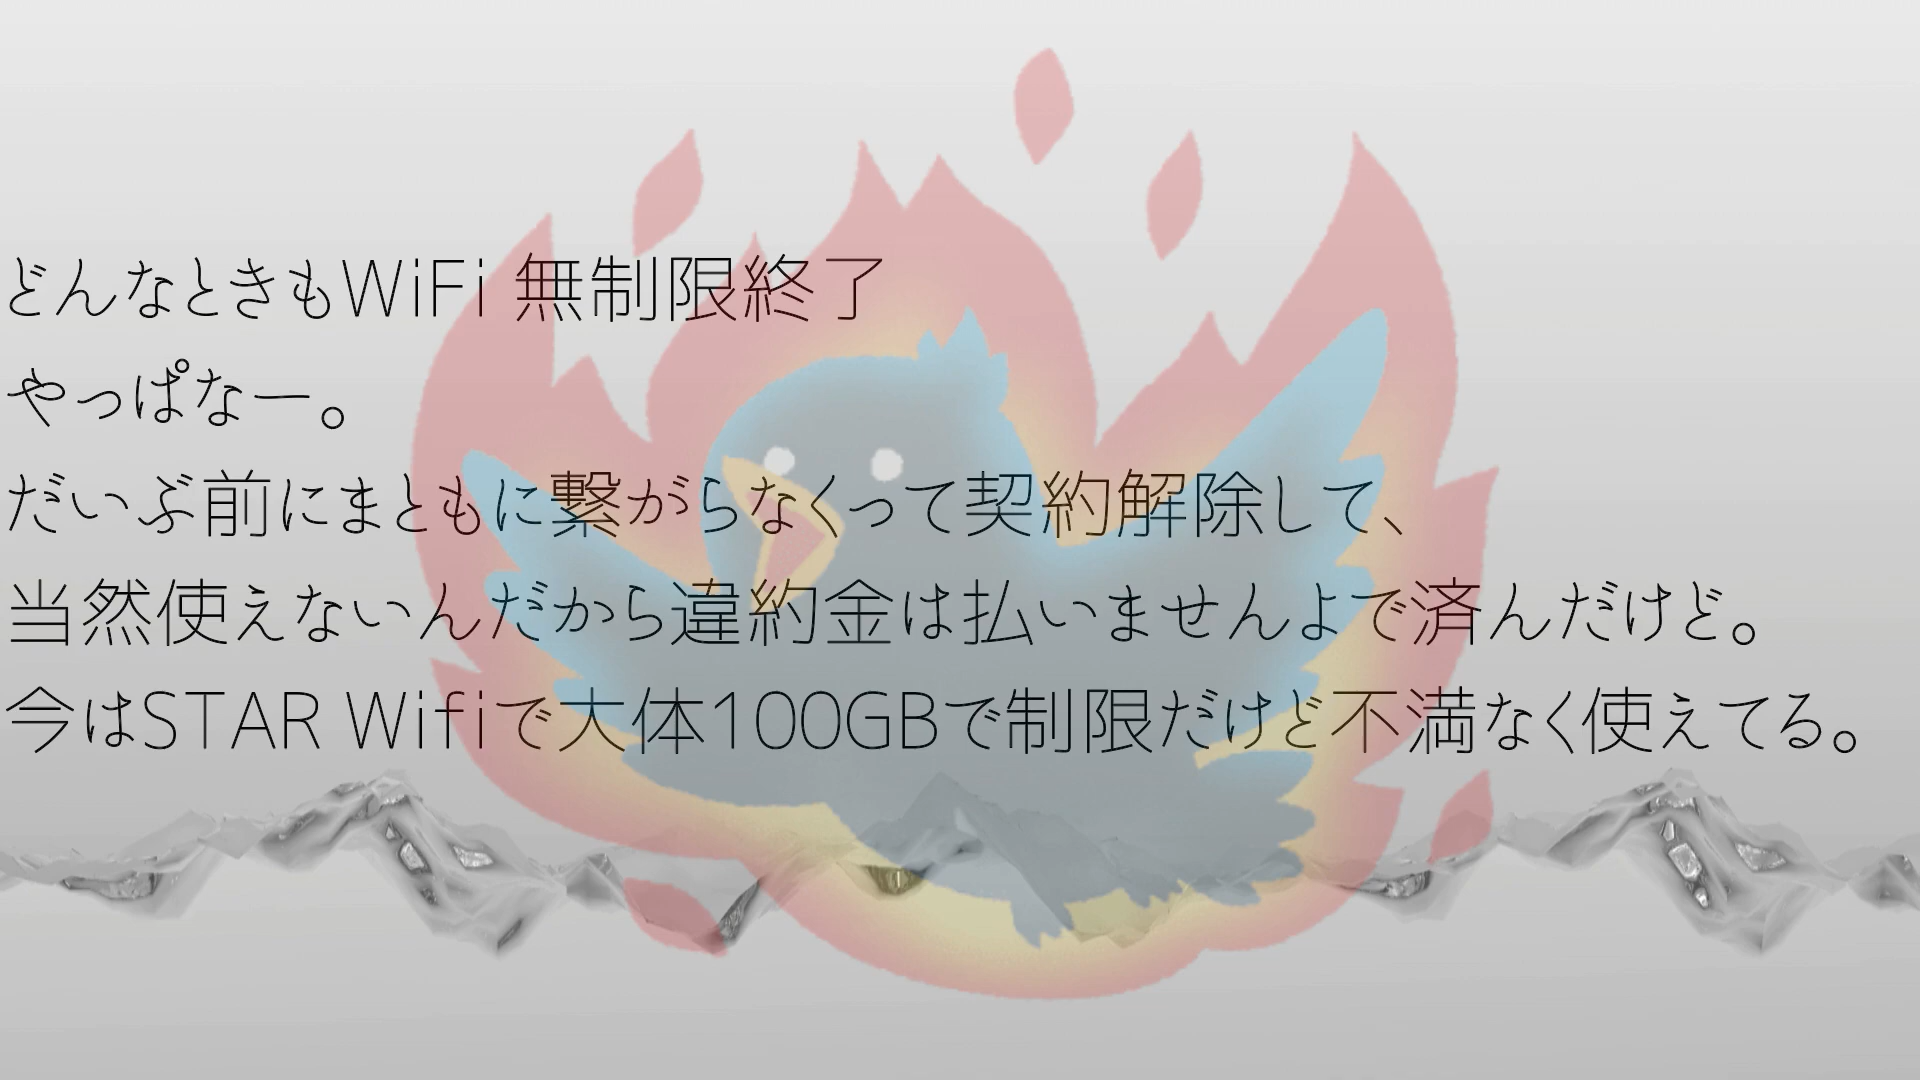 どんなときもWiFi 無制限終了
やっぱなー。
だいぶ前にまともに繋がらなくって契約解除して、
当然使えないんだから違約金は払いませんよで済んだけど。
今はSTAR Wifiで大体100GBで制限だけど不満なく使えてる。